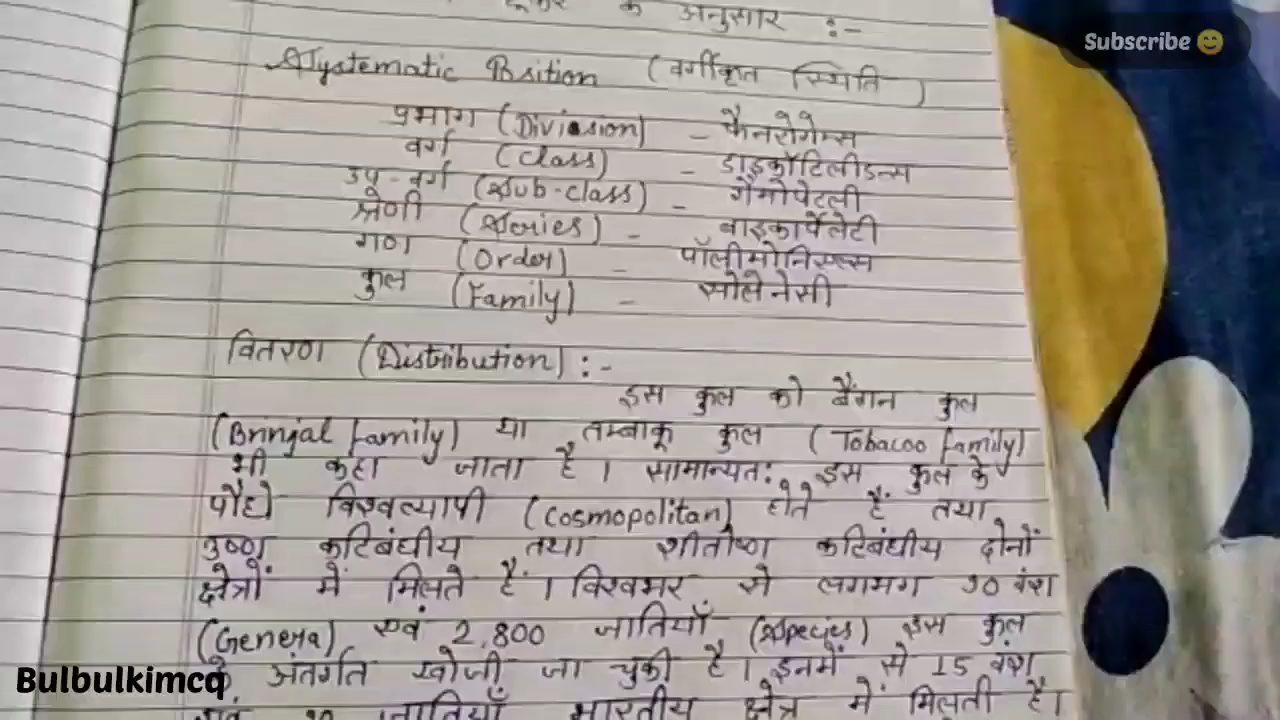 के अनुसार :-
Systematic Position (वर्गीकृत स्थिति)
प्रभाग (Division) - फैनरोगेम्स
वर्ग (Class) - डाइकॉटिलीडन्स
उप-वर्ग (Sub-class) - गैमोपेटली
श्रेणी (Series) - बाइकार्पेलेटी
गण (Order) - पॉलीमोनिएल्स
कुल (Family) - सोलेनेसी
वितरण (Distribution) :-
इस कुल को बैंगन कुल
(Brinjal family) या तम्बाकू कुल (Tobacoo family)
भी कहा जाता है। सामान्यत: इस कुल के
पौधे विश्वव्यापी (Cosmopolitan) होते हैं तथा
उष्ण कटिबंधीय तथा शीतोष्ण कटिबंधीय दोनों
क्षेत्रों में मिलते हैं। विश्वभर से लगभग 90 वंश
(Genera) एवं 2,800 जातियाँ (Species) इस कुल
के अंतर्गत खोजी जा चुकी है। इनमें से 15 वंश
एवं जातियाँ भारतीय क्षेत्र में मिलती है।
Subscribe 😊
Bulbulkimcq